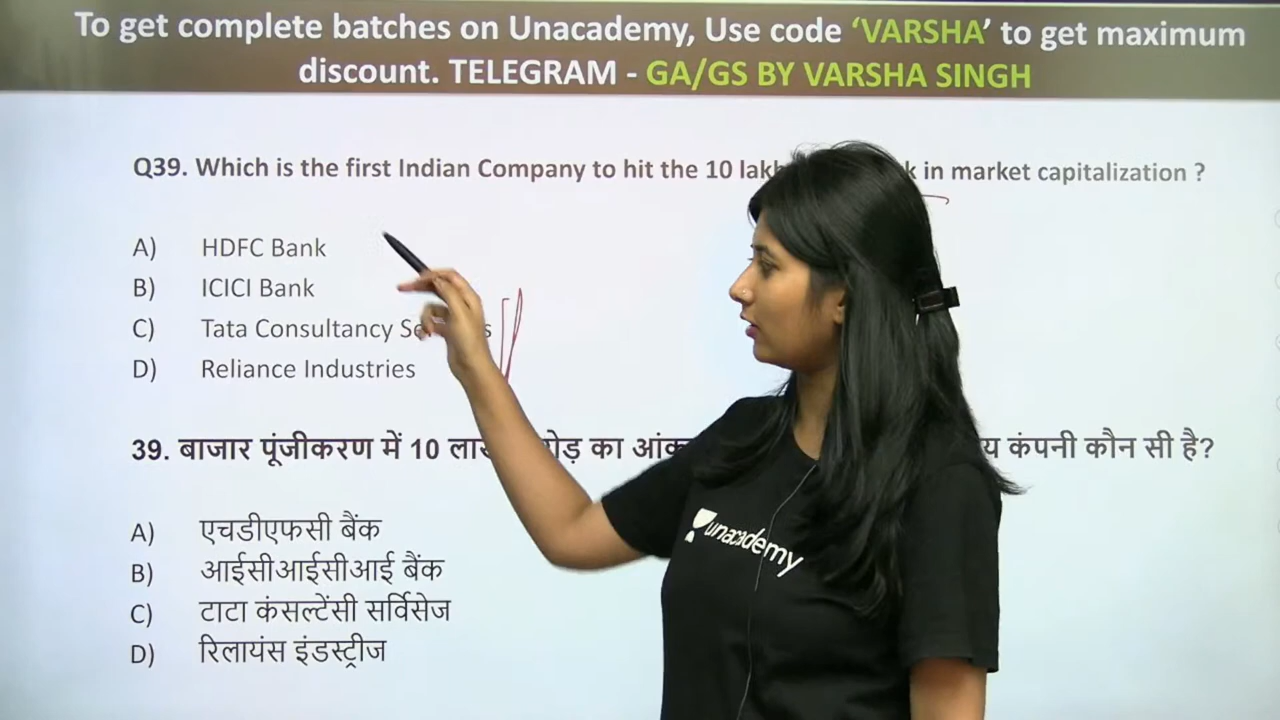 To get complete batches on Unacademy, Use code ‘VARSHA’ to get maximum
discount. TELEGRAM - GA/GS BY VARSHA SINGH
Q39. Which is the first Indian Company to hit the 10 in market capitalization ?
A) HDFC Bank
B) ICICI Bank
C) Tata Consultancy
D) Reliance Industries
39. बाजार पूंजीकरण में 10 का कंपनी कौन सी है?
A) एचडीएफसी बैंक
B) आईसीआईसीआई बैंक
C) टाटा कंसल्टेंसी सर्विसेज
D) रिलायंस इंडस्ट्रीज
unacademy